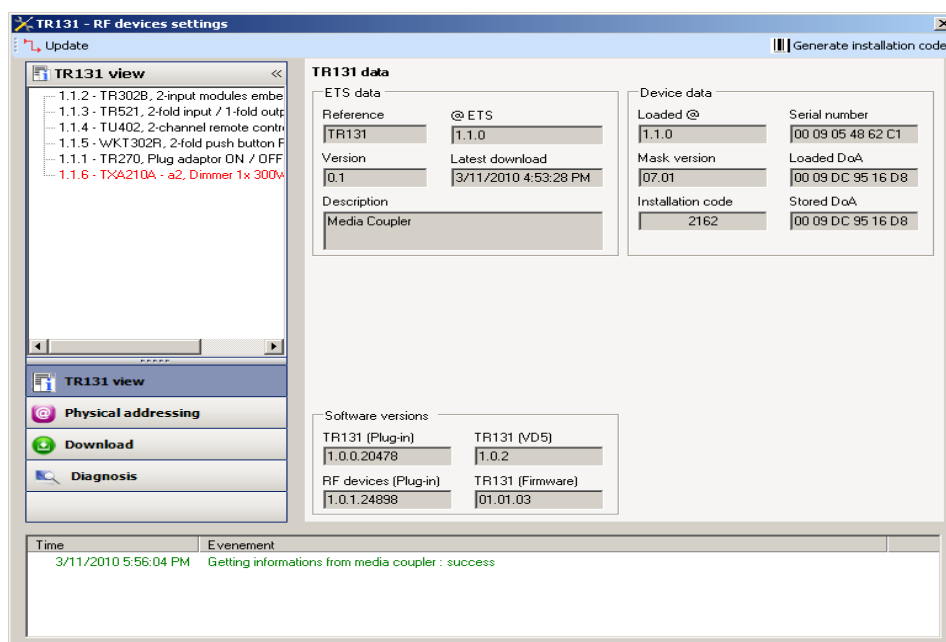 TR131 - RF devices settings
Update
Generate installation code
TR131 view
1.1.2 - TR302B, 2-input modules embe
1.1.3 - TR521, 2-fold input / 1-fold outp
1.1.4 - TU402, 2-channel remote contr
1.1.5 - WKT302R, 2-fold push button F
1.1.1 - TR270, Plug adaptor ON / OFF
1.1.6 - TXA210A - a2, Dimmer 1x 300W
TR131 view
Physical addressing
Download
Diagnosis
TR131 data
ETS data
Reference @ ETS
TR131 1.1.0
Version Latest download
0.1 3/11/2010 4:53:28 PM
Description
Media Coupler
Device data
Loaded @ Serial number
1.1.0 00 09 05 48 62 C1
Mask version Loaded DoA
07.01 00 09 DC 95 16 D8
Installation code Stored DoA
2162 00 09 DC 95 16 D8
Software versions
TR131 (Plug-in) TR131 (VD5)
1.0.0.20478 1.0.2
RF devices (Plug-in) TR131 (Firmware)
1.0.1.24898 01.01.03
Time Evenement
3/11/2010 5:56:04 PM Getting informations from media coupler : success